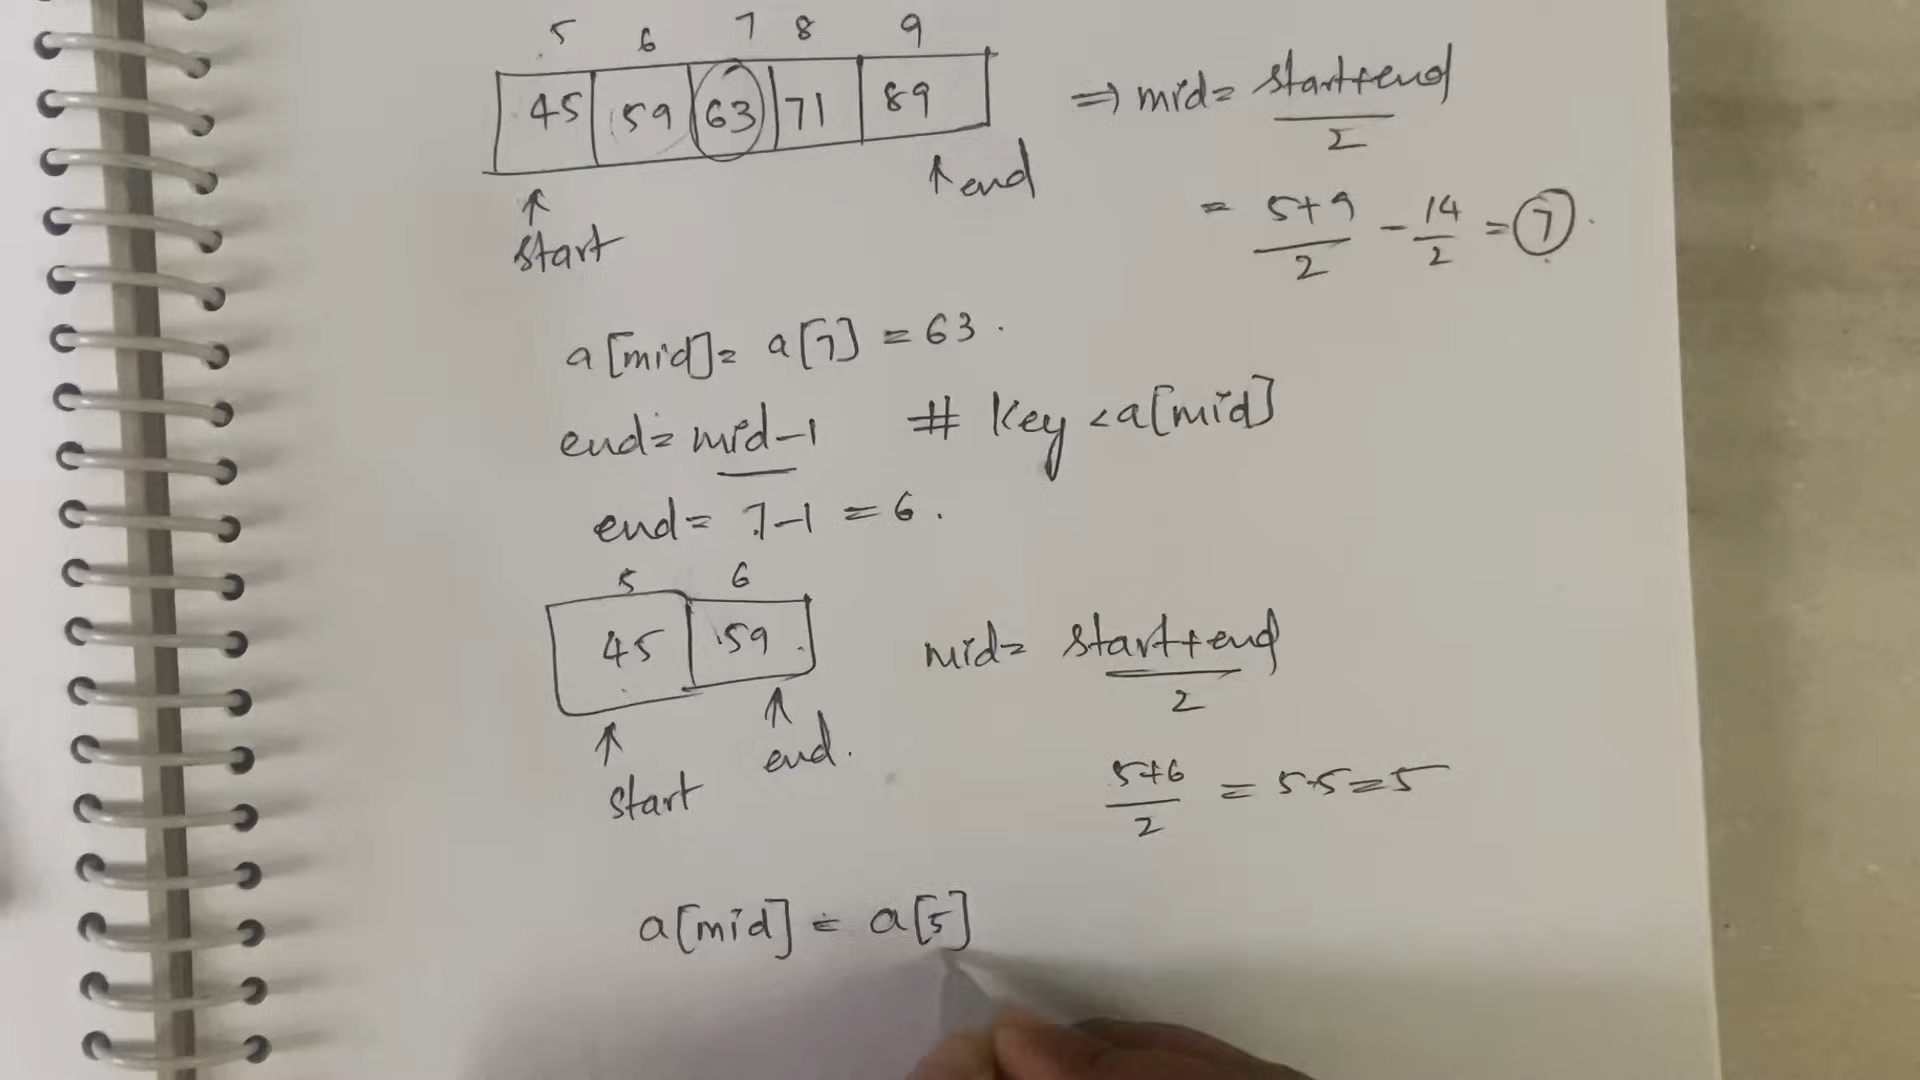 5 6 7 8 9
45 59 63 71 89
⇒ mid = start+end / 2
↑ start
↑ end
= 5+9 / 2 - 14 / 2 = 7
a[mid] = a[7] = 63.
end = mid-1 # Key < a[mid]
end = 7-1 = 6.
5 6
45 59
↑ start
↑ end.
mid = start+end / 2
5+6 / 2 = 5.5 = 5
a[mid] = a[5]